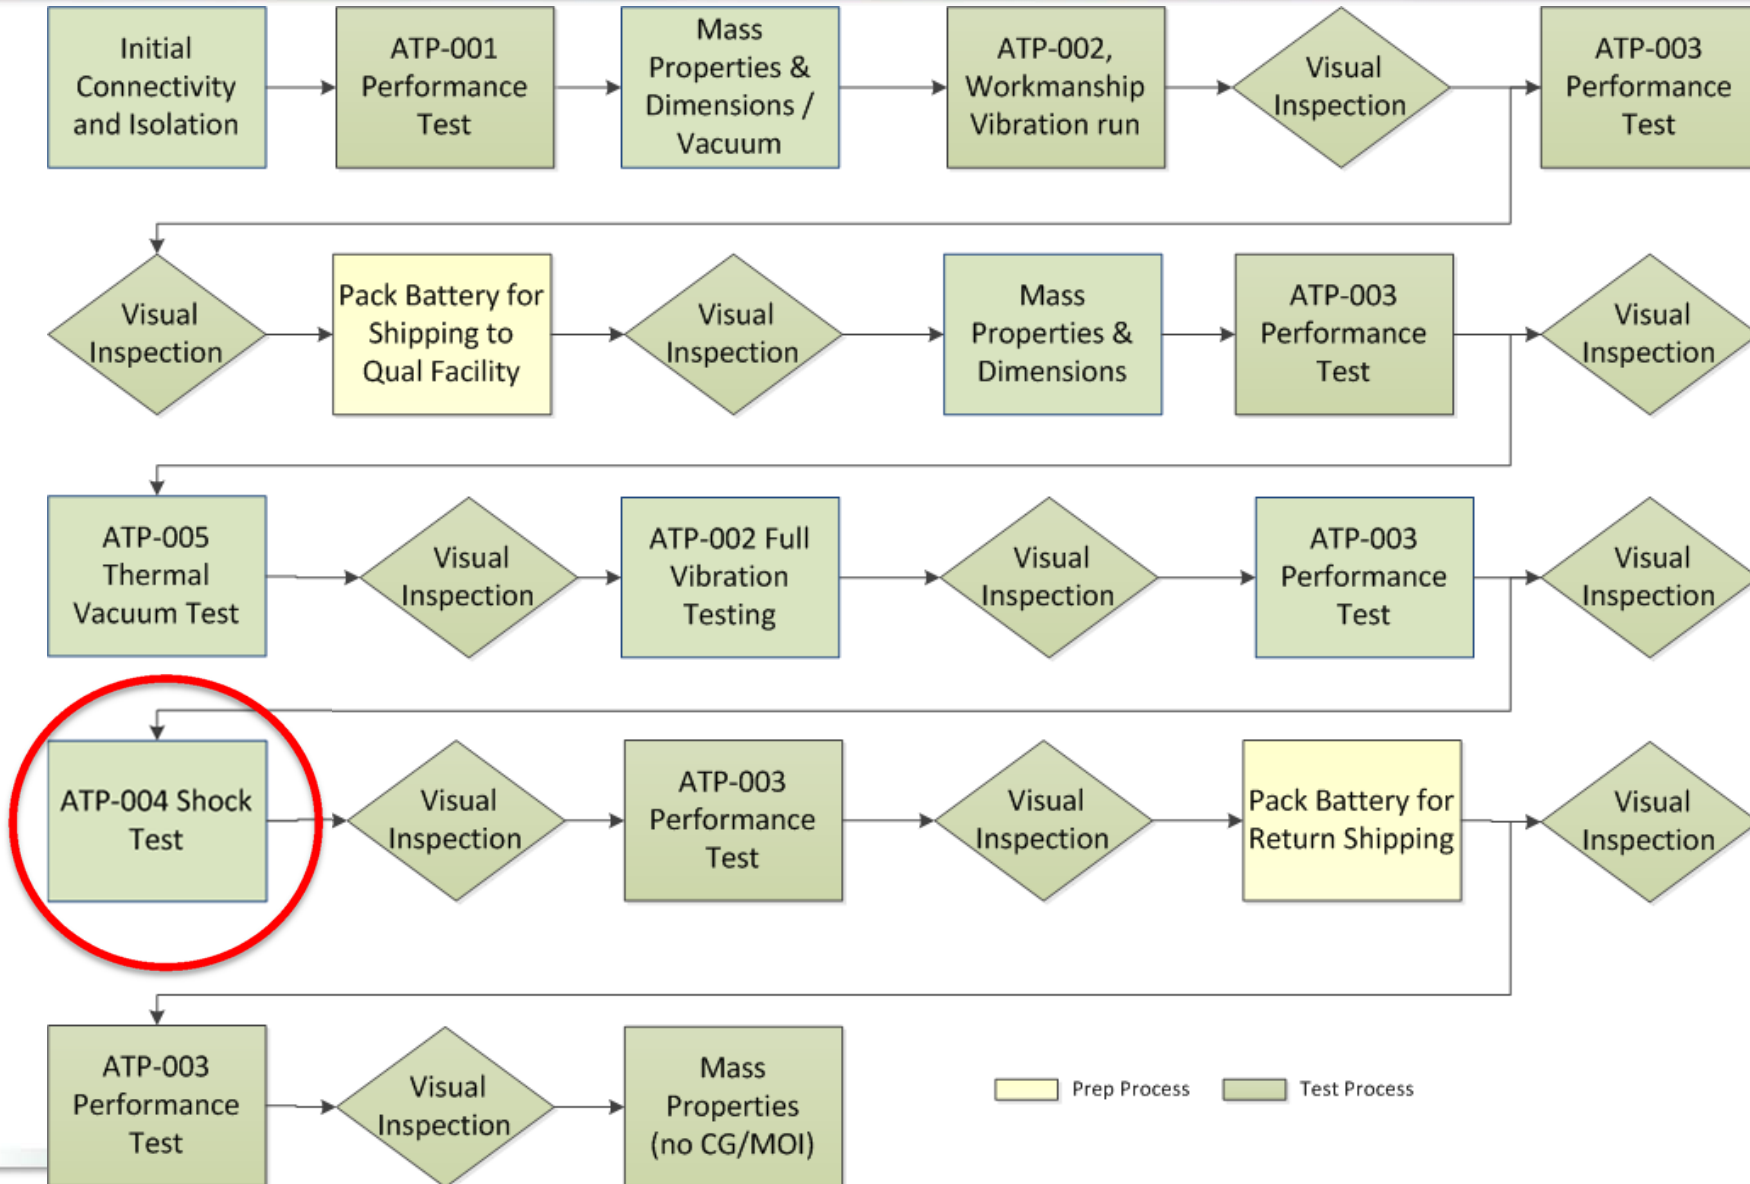 Initial
Connectivity
and Isolation
ATP-001
Performance
Test
Mass
Properties &
Dimensions /
Vacuum
ATP-002,
Workmanship
Vibration run
Visual
Inspection
ATP-003
Performance
Test
Visual
Inspection
Pack Battery for
Shipping to
Qual Facility
Visual
Inspection
Mass
Properties &
Dimensions
ATP-003
Performance
Test
Visual
Inspection
ATP-005
Thermal
Vacuum Test
Visual
Inspection
ATP-002 Full
Vibration
Testing
Visual
Inspection
ATP-003
Performance
Test
Visual
Inspection
ATP-004 Shock
Test
Visual
Inspection
ATP-003
Performance
Test
Visual
Inspection
Pack Battery for
Return Shipping
Visual
Inspection
ATP-003
Performance
Test
Visual
Inspection
Mass
Properties
(no CG/MOI)
Prep Process
Test Process